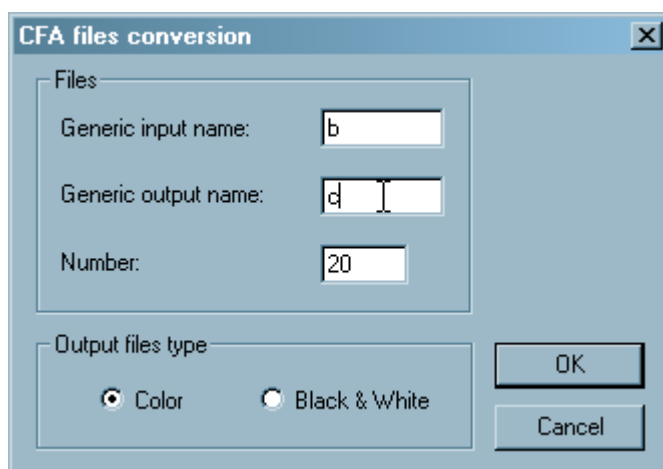 CFA files conversion
Files
Generic input name: b
Generic output name: c
Number: 20
Output files type
Color Black & White
OK
Cancel